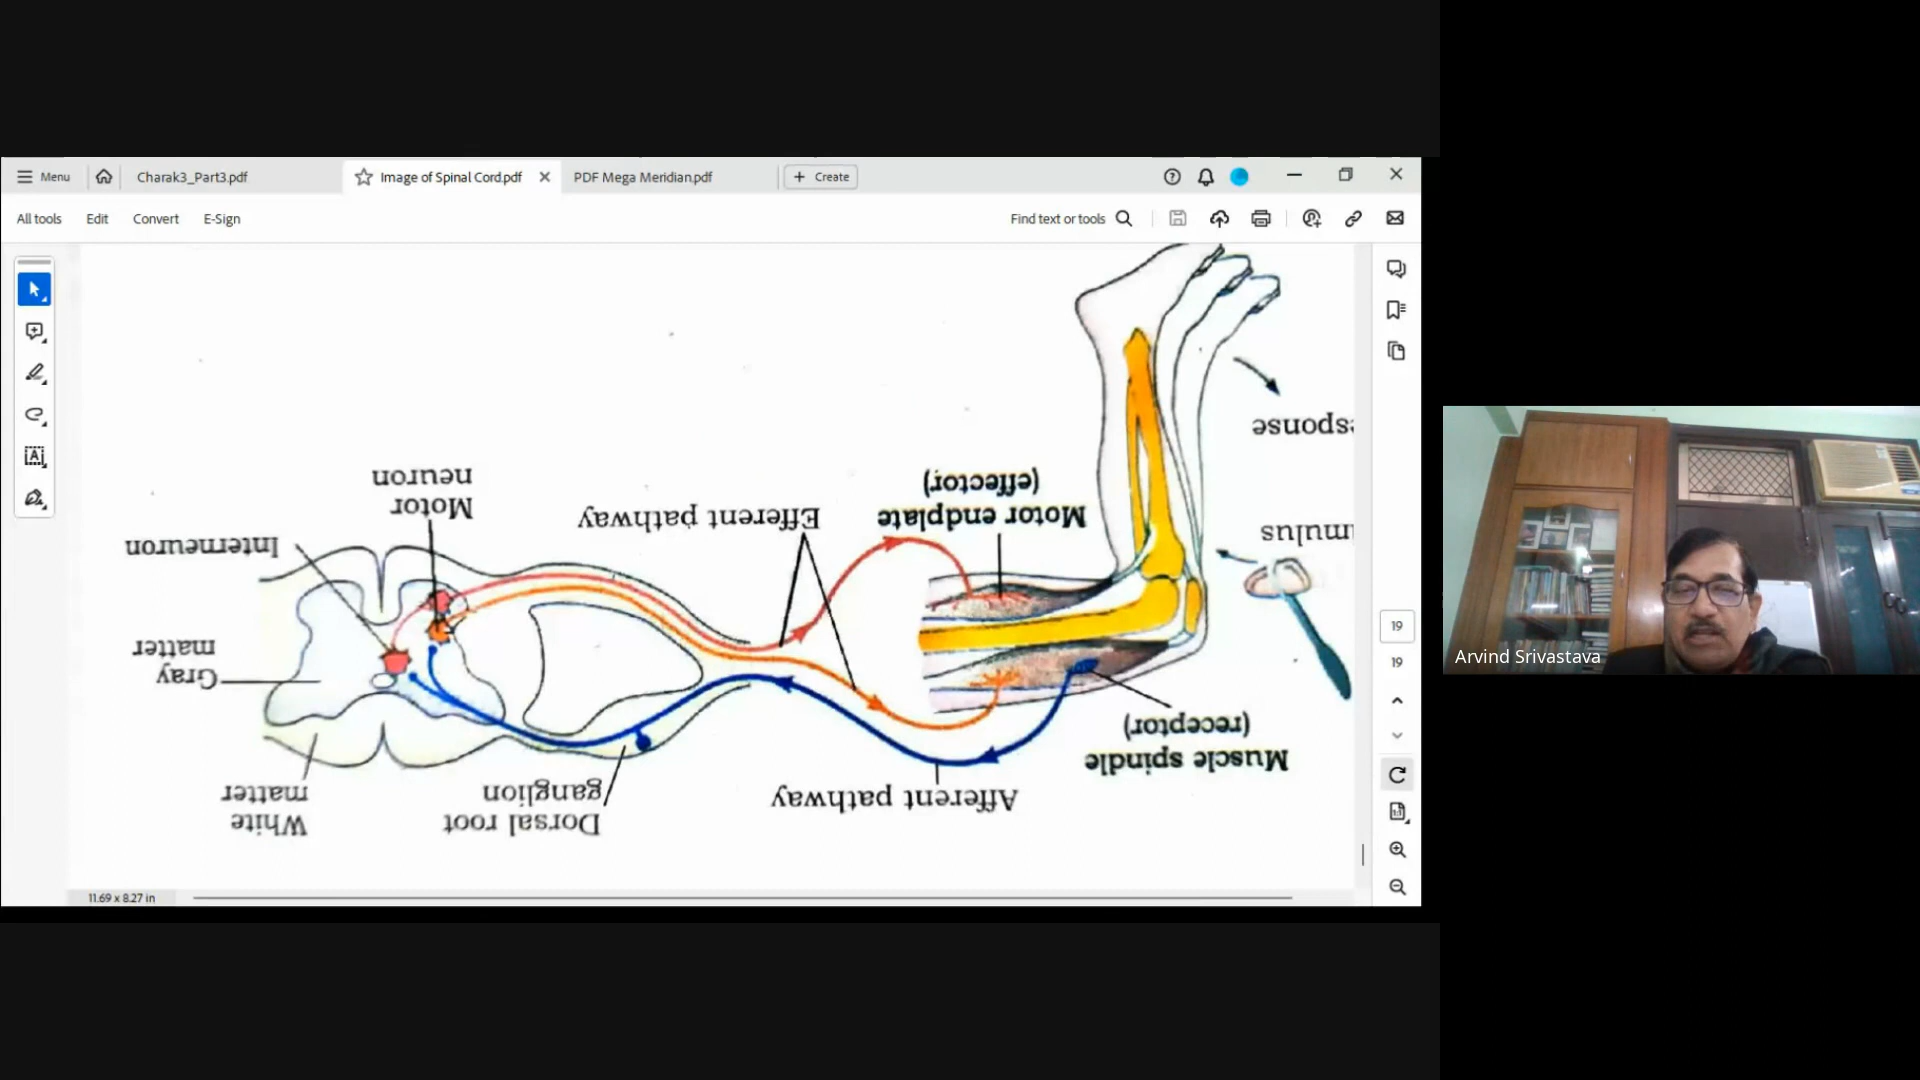 Menu
Charak3_Part3.pdf
Image of Spinal Cord.pdf
PDF Mega Meridian.pdf
Create
All tools
Edit
Convert
E-Sign
Find text or tools
sponse
imulus
Motor endplate
(effector)
Efferent pathway
Motor
neuron
Interneuron
Gray
matter
White
matter
Dorsal root
ganglion
Afferent pathway
Muscle spindle
(receptor)
19
19
11.69 x 8.27 in
Arvind Srivastava